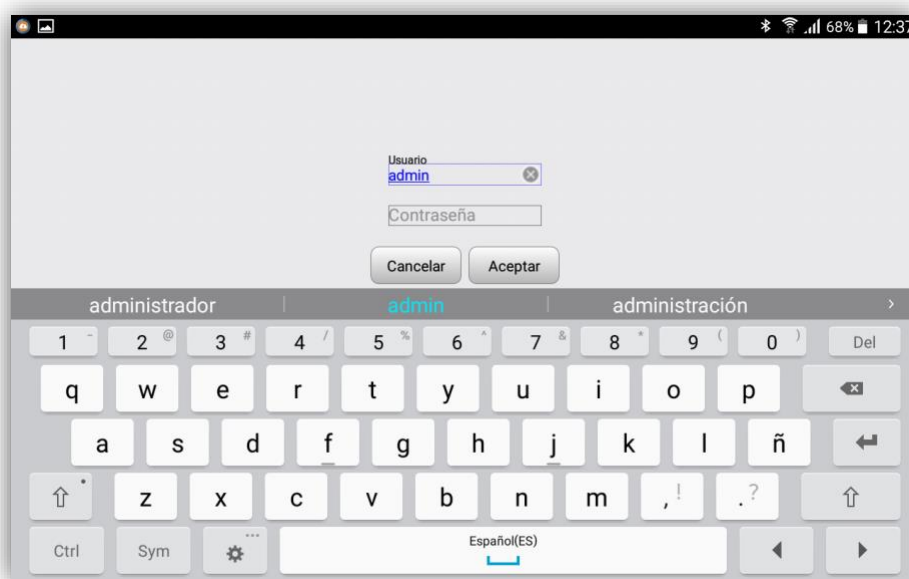 68% 12:37
Usuario
admin
Contraseña
Cancelar Aceptar
administrador admin administración ›
1 - 2 @ 3 # 4 / 5 % 6 ^ 7 & 8 * 9 ( 0 ) Del
q w e r t y u i o p
a s d f g h j k l ñ
z x c v b n m , ! . ?
Ctrl Sym ... Español(ES)